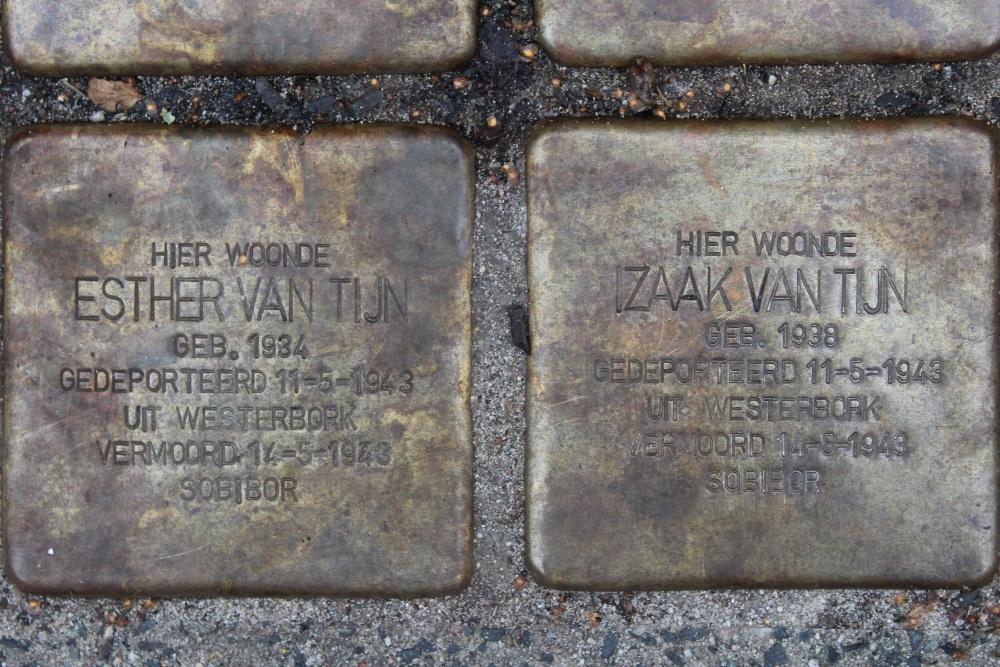 HIER WOONDE
ESTHER VAN TIJN
GEB. 1934
GEDEPORTEERD 11-5-1943
UIT WESTERBORK
VERMOORD 14-5-1943
SOBIBOR
HIER WOONDE
IZAAK VAN TIJN
GEB. 1938
GEDEPORTEERD 11-5-1943
UIT WESTERBORK
VERMOORD 14-5-1943
SOBIBOR